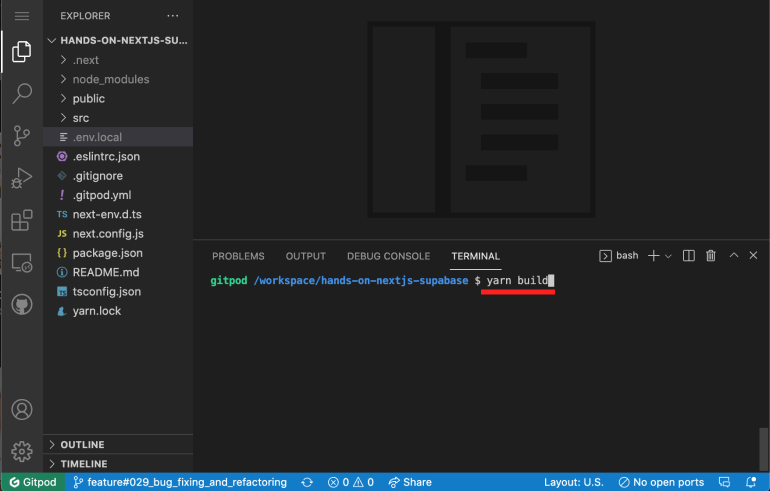 EXPLORER
HANDS-ON-NEXTJS-SU...
.next
node_modules
public
src
.env.local
.eslintrc.json
.gitignore
! .gitpod.yml
TS next-env.d.ts
JS next.config.js
{ } package.json
README.md
tsconfig.json
yarn.lock
OUTLINE
TIMELINE
PROBLEMS OUTPUT DEBUG CONSOLE TERMINAL bash
gitpod /workspace/hands-on-nextjs-supabase $ yarn build
Gitpod feature#029_bug_fixing_and_refactoring 0 0 Share Layout: U.S. No open ports